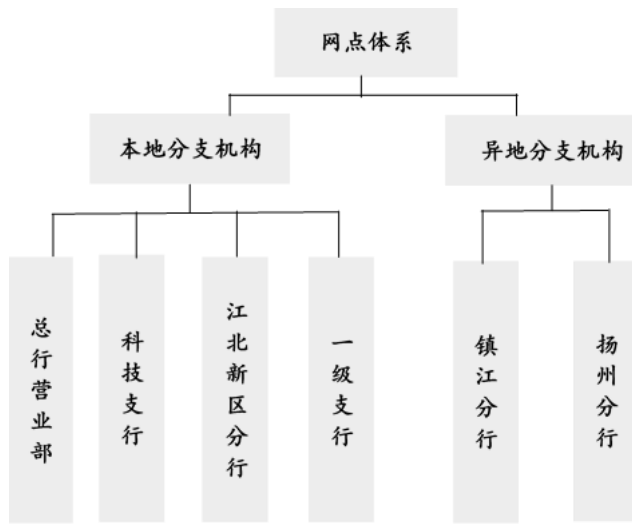 网点体系
本地分支机构
异地分支机构
总行营业部
科技支行
江北新区分行
一级支行
镇江分行
扬州分行